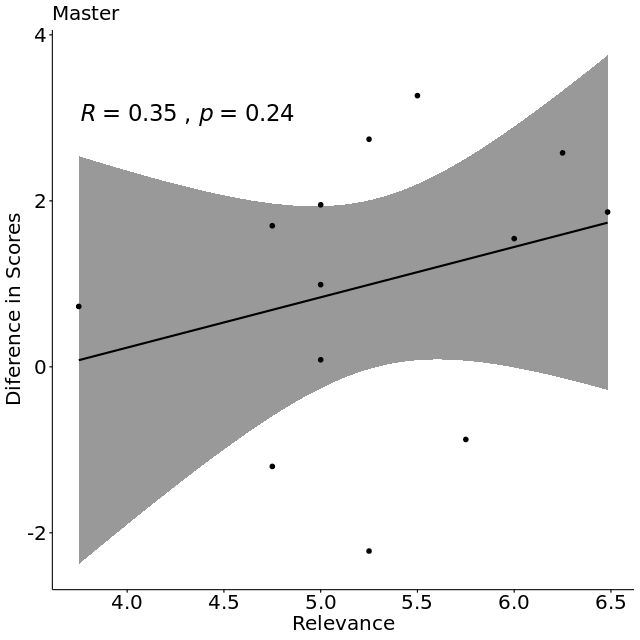 Master
4
R = 0.35 , p = 0.24
2
0
-2
Diference in Scores
4.0 4.5 5.0 5.5 6.0 6.5
Relevance